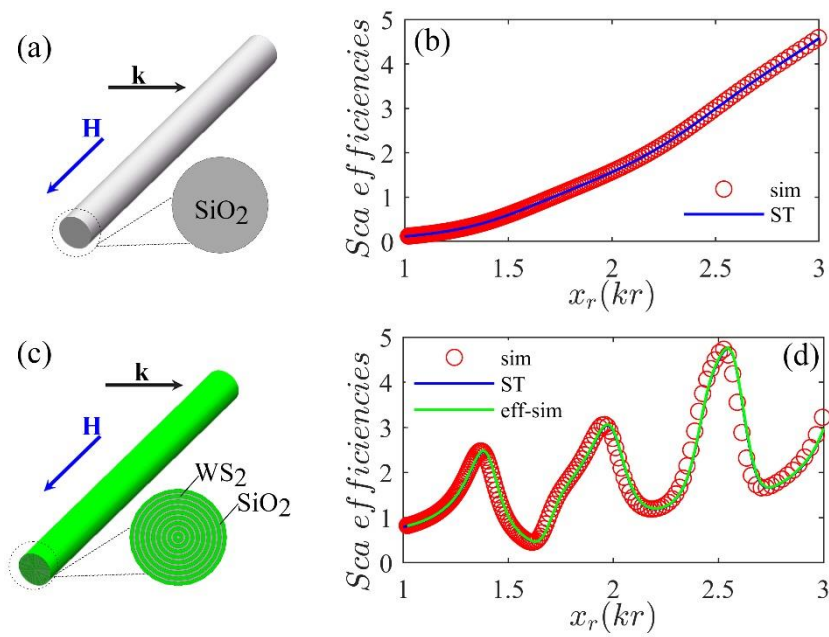 (a)
k
H
SiO2
(b)
Sca efficiencies
5
4
3
2
1
0
sim
ST
1
1.5
2
2.5
3
xr(kr)
(c)
k
H
WS2
SiO2
(d)
Sca efficiencies
5
4
3
2
1
0
sim
ST
eff-sim
1
1.5
2
2.5
3
xr(kr)